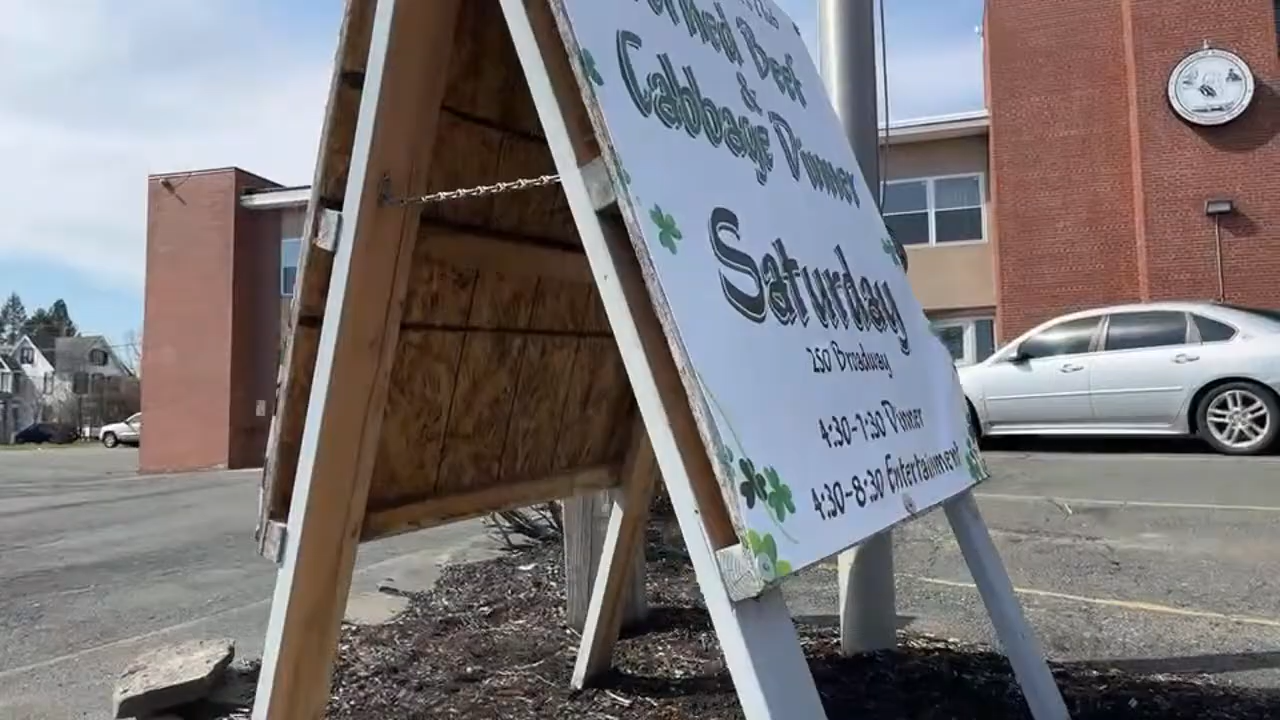 Corned Beef
&
Cabbage Dinner
Saturday
250 Broadway
4:30-7:30 Dinner
4:30-8:30 Entertainment